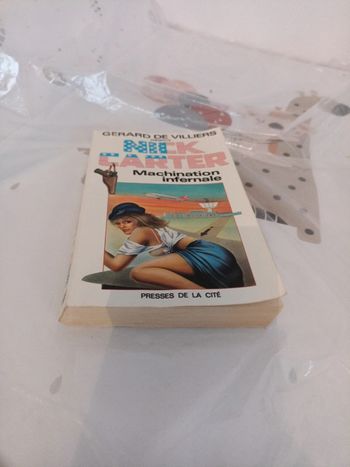 GERARD DE VILLIERS
NICK
CARTER
Machination
infernale
PRESSES DE LA CITÉ